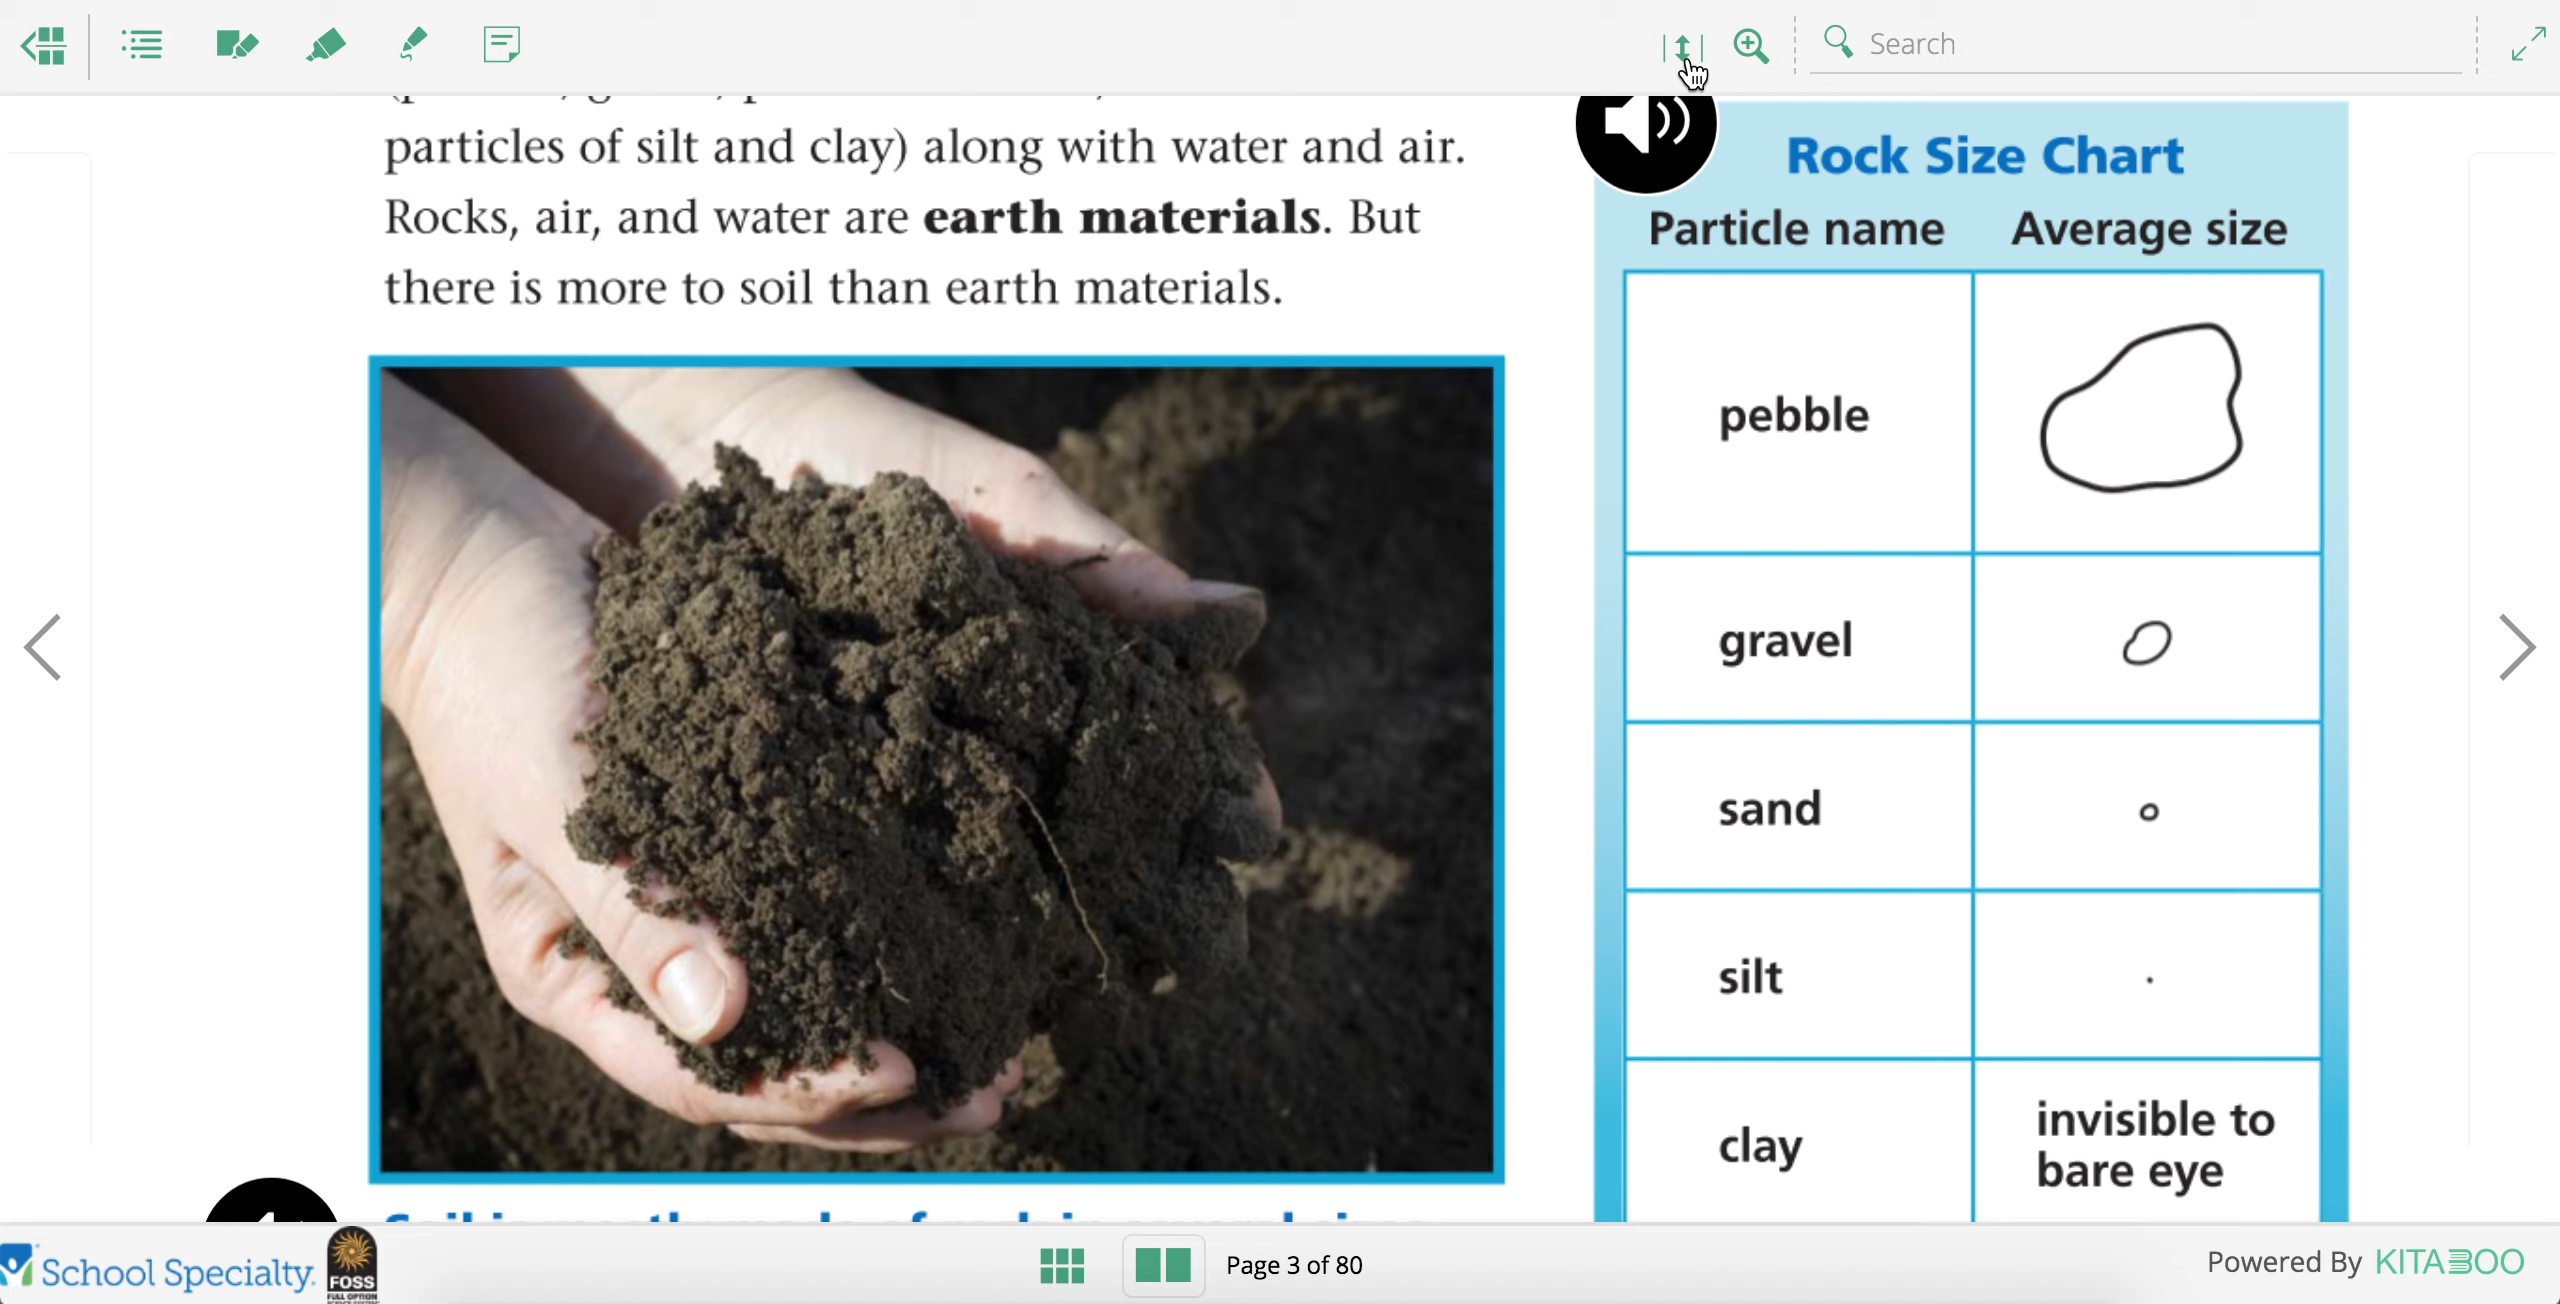 Search
particles of silt and clay) along with water and air.
Rocks, air, and water are earth materials. But
there is more to soil than earth materials.
Rock Size Chart
Particle name Average size
pebble
gravel
sand
silt
clay invisible to
bare eye
School Specialty.
FOSS
FULL OPTION
Page 3 of 80
Powered By KITABOO